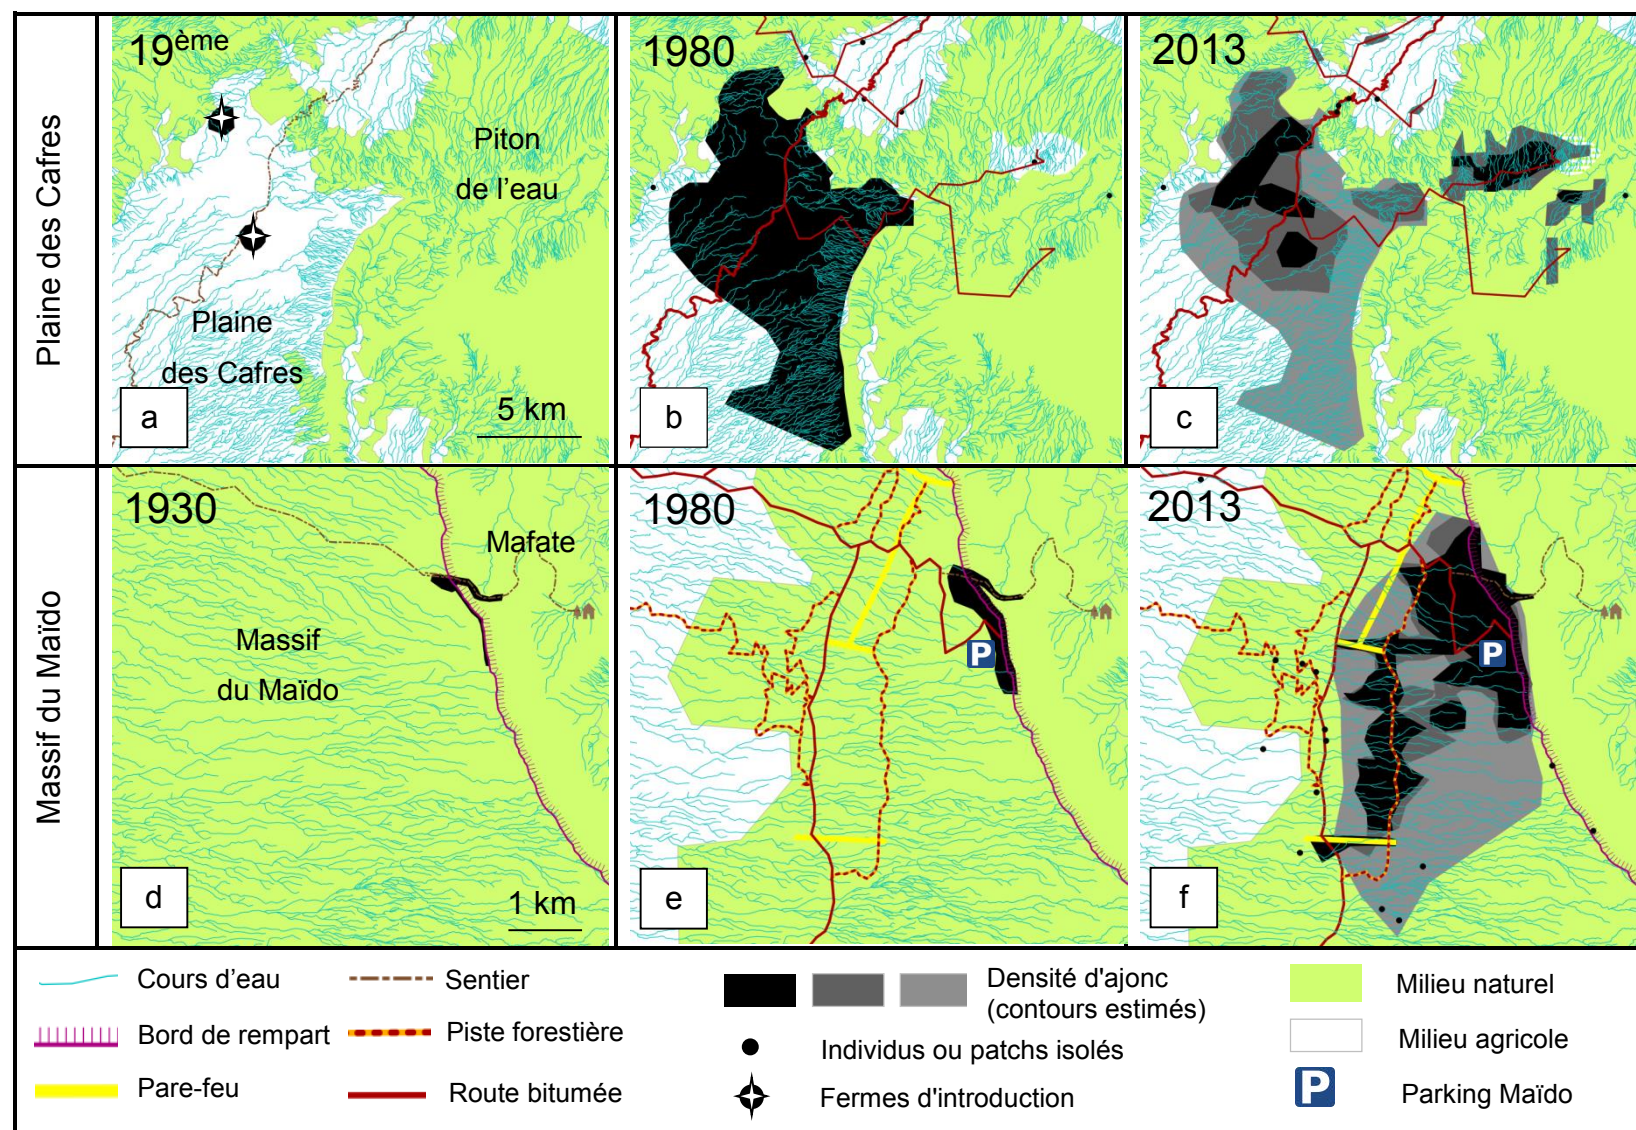 Plaine des Cafres
19ème
Piton
de l'eau
Plaine
des Cafres
a
5 km
1980
b
2013
c
Massif du Maïdo
1930
Mafate
Massif
du Maïdo
d
1 km
1980
P
e
2013
P
f
Cours d'eau
Sentier
Densité d'ajonc
(contours estimés)
Milieu naturel
Bord de rempart
Piste forestière
Individus ou patchs isolés
Milieu agricole
Pare-feu
Route bitumée
Fermes d'introduction
P
Parking Maïdo